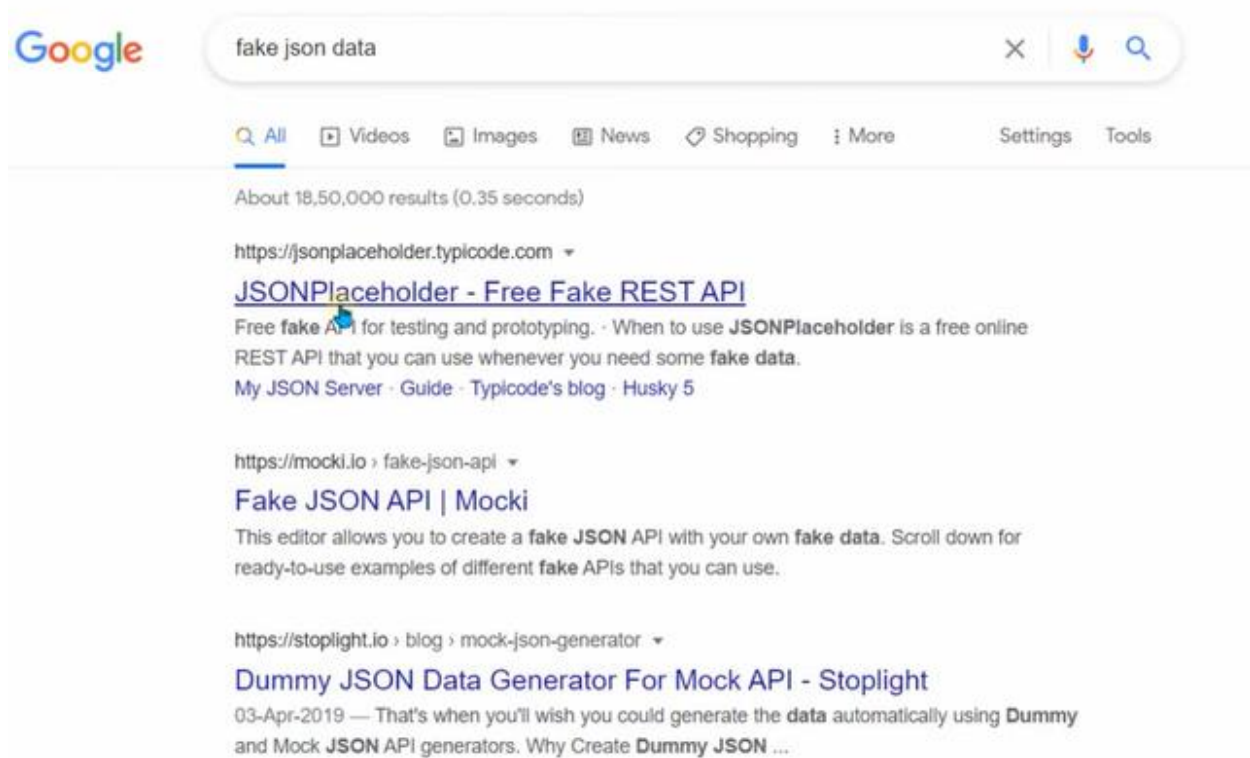 Google
fake json data
All Videos Images News Shopping More Settings Tools
About 18,50,000 results (0.35 seconds)
https://jsonplaceholder.typicode.com
JSONPlaceholder - Free Fake REST API
Free fake API for testing and prototyping. · When to use JSONPlaceholder is a free online
REST API that you can use whenever you need some fake data.
My JSON Server · Guide · Typicode's blog · Husky 5
https://mocki.io › fake-json-api
Fake JSON API | Mocki
This editor allows you to create a fake JSON API with your own fake data. Scroll down for
ready-to-use examples of different fake APIs that you can use.
https://stoplight.io › blog › mock-json-generator
Dummy JSON Data Generator For Mock API - Stoplight
03-Apr-2019 — That's when you'll wish you could generate the data automatically using Dummy
and Mock JSON API generators. Why Create Dummy JSON ...